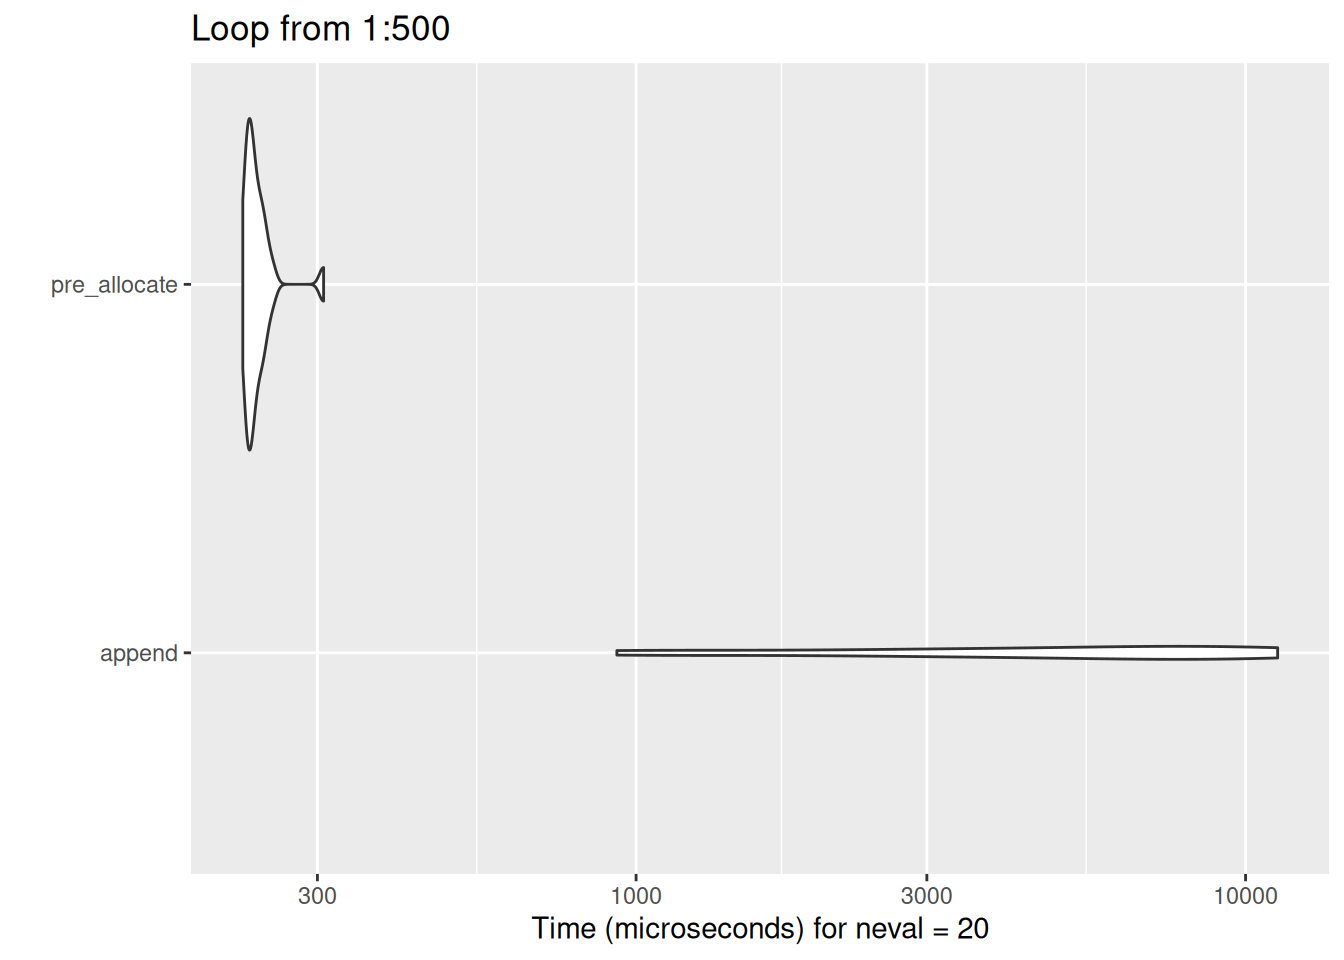 Loop from 1:500
pre_allocate
append
300 1000 3000 10000
Time (microseconds) for neval = 20